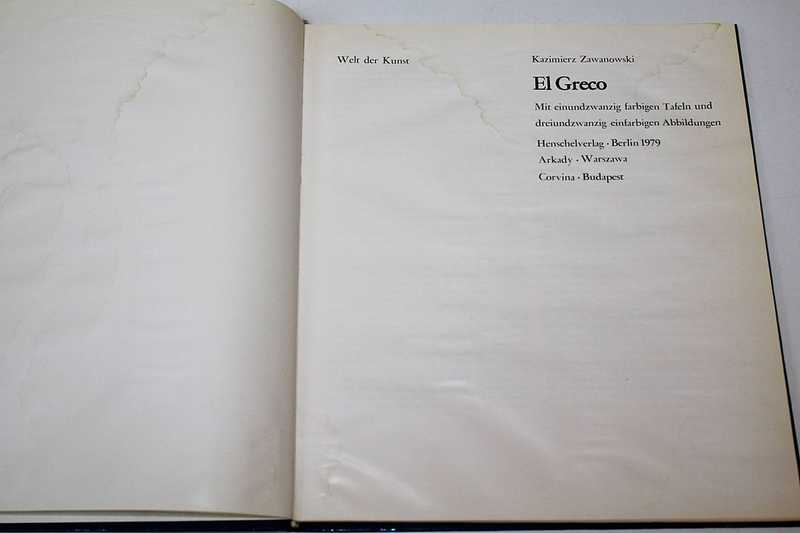 Welt der Kunst
Kazimierz Zawanowski
El Greco
Mit einundzwanzig farbigen Tafeln und
dreiundzwanzig einfarbigen Abbildungen
Henschelverlag · Berlin 1979
Arkady · Warszawa
Corvina · Budapest